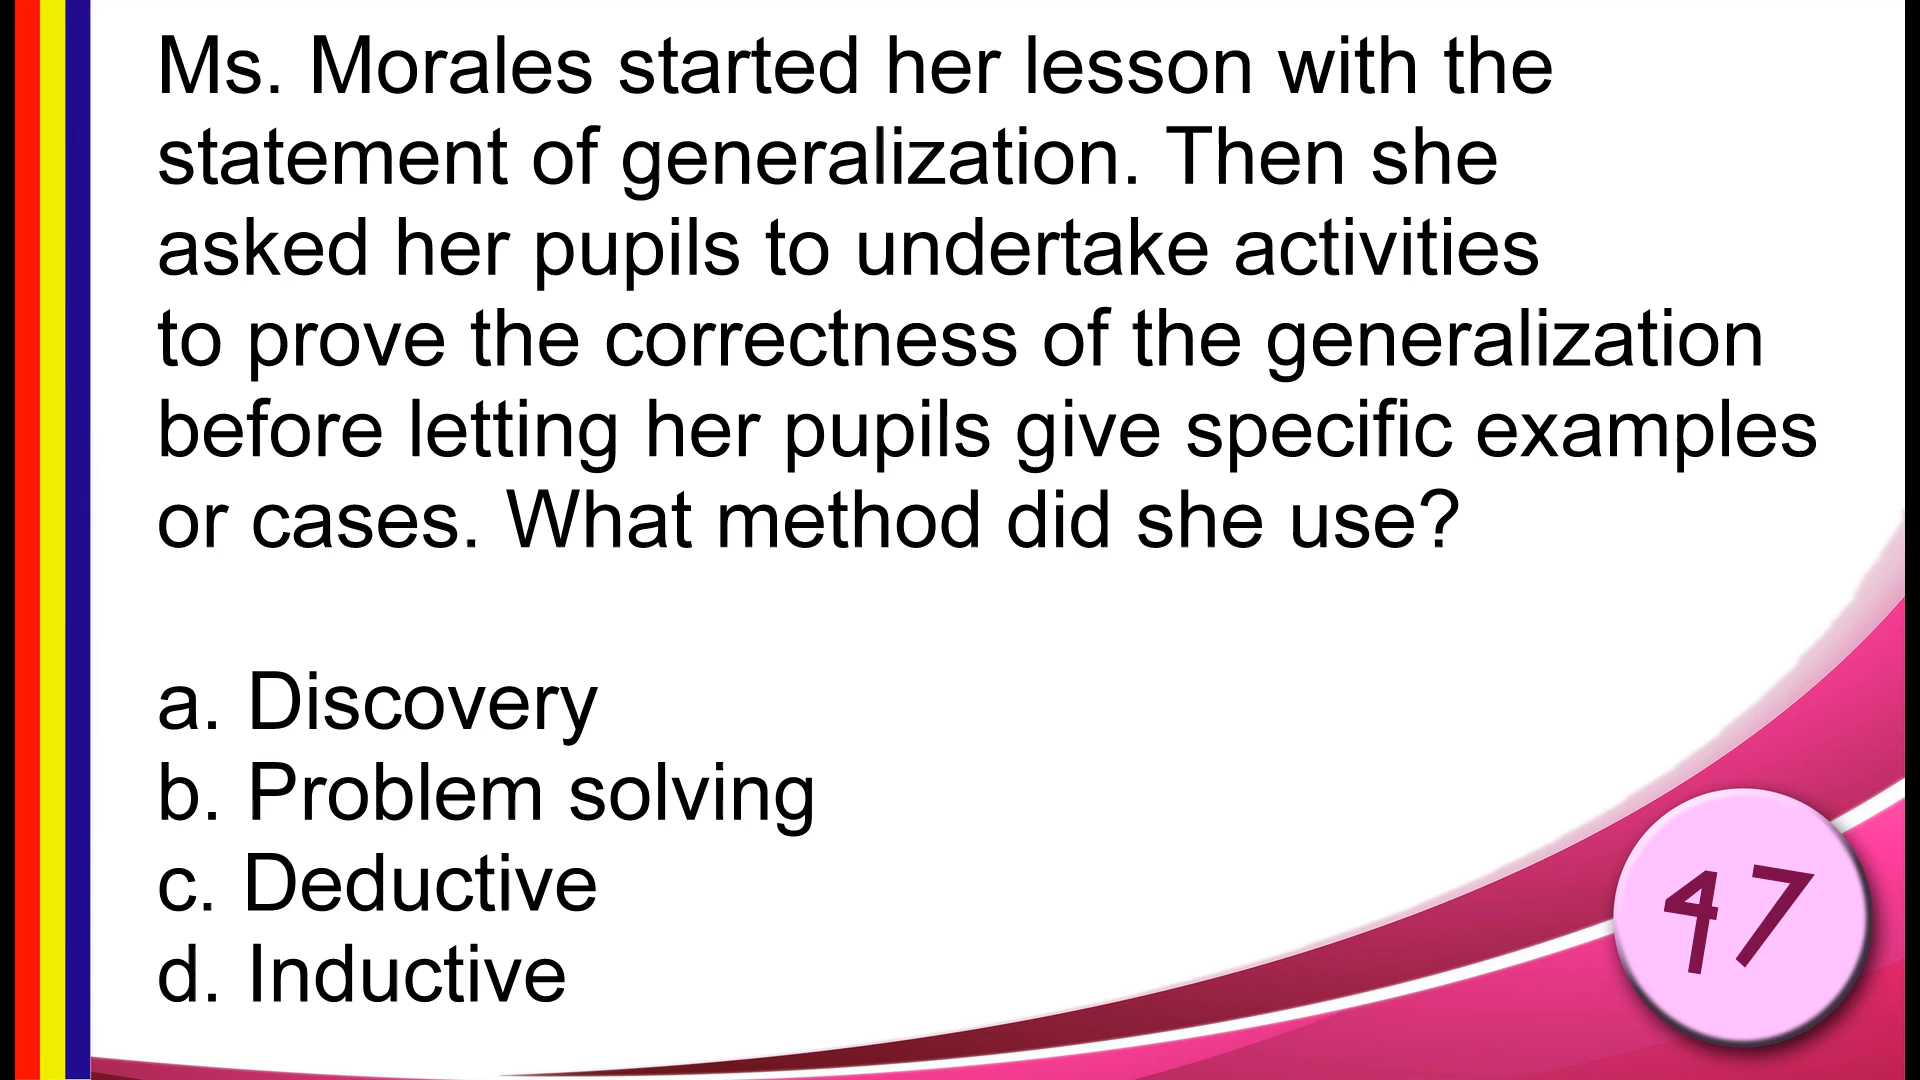 Ms. Morales started her lesson with the
statement of generalization. Then she
asked her pupils to undertake activities
to prove the correctness of the generalization
before letting her pupils give specific examples
or cases. What method did she use?
a. Discovery
b. Problem solving
c. Deductive
d. Inductive
47